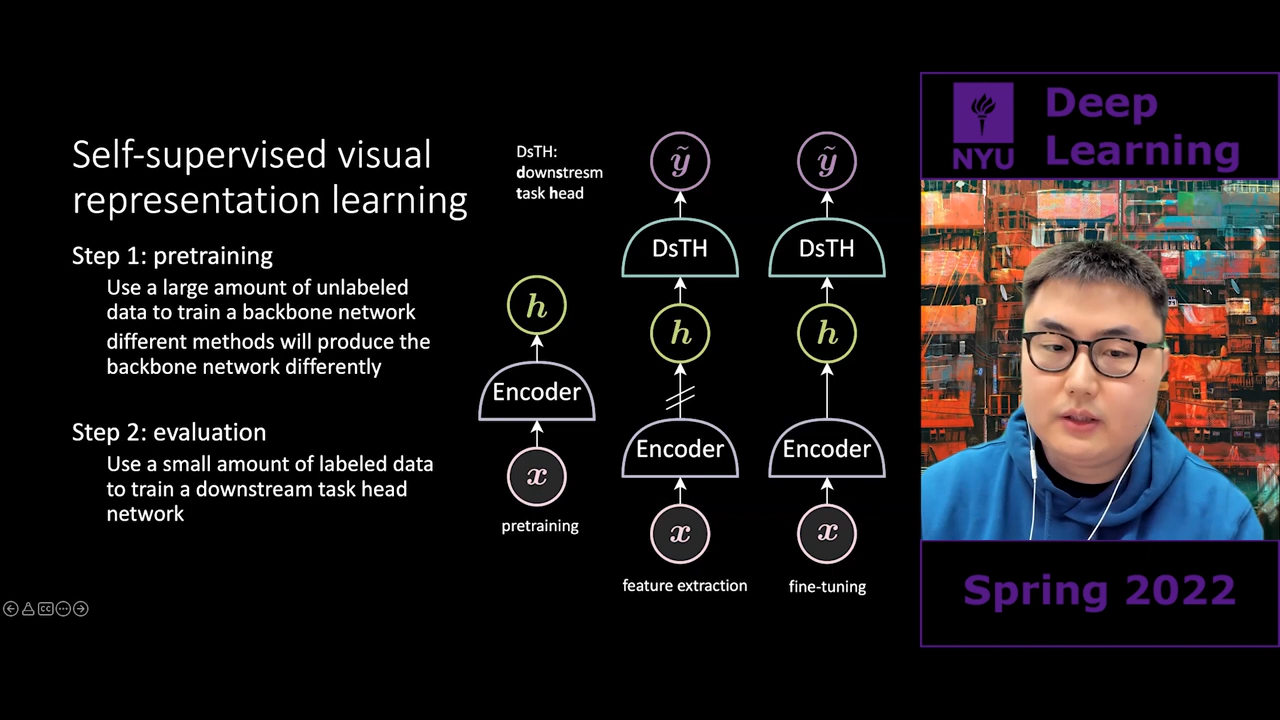 Self-supervised visual
representation learning
Step 1: pretraining
Use a large amount of unlabeled
data to train a backbone network
different methods will produce the
backbone network differently
Step 2: evaluation
Use a small amount of labeled data
to train a downstream task head
network
DsTH:
downstresm
task head
h
Encoder
x
pretraining
ỹ
DsTH
h
Encoder
x
feature extraction
ỹ
DsTH
h
Encoder
x
fine-tuning
CC
NYU
Deep
Learning
Spring 2022